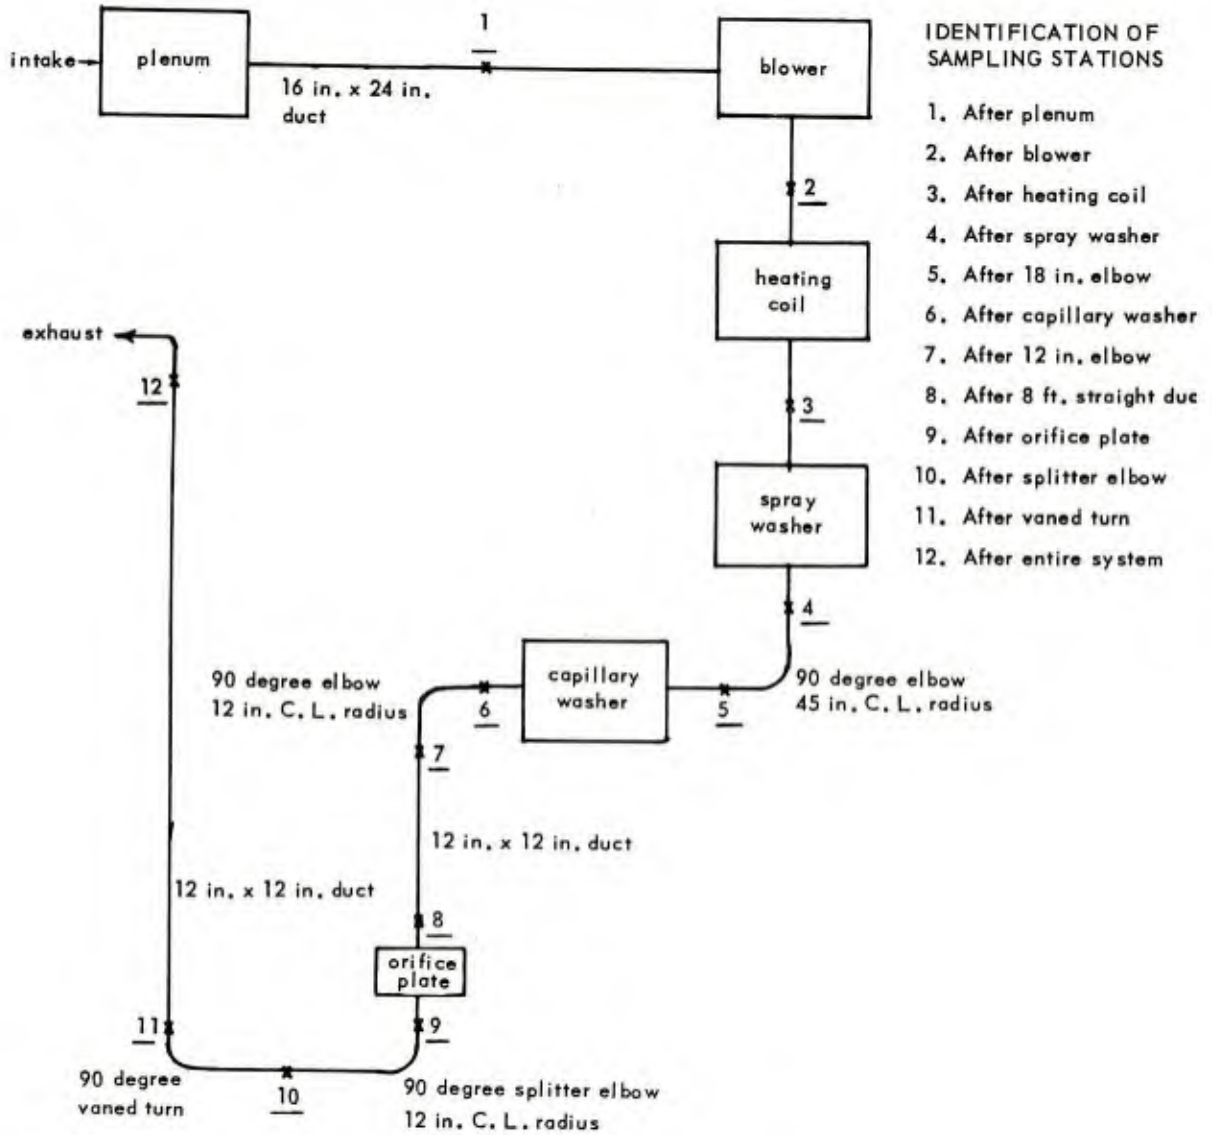 intake
plenum
1
16 in. x 24 in.
duct
blower
2
heating
coil
3
spray
washer
4
90 degree elbow
45 in. C. L. radius
5
capillary
washer
6
90 degree elbow
12 in. C. L. radius
7
12 in. x 12 in. duct
8
orifice
plate
9
90 degree splitter elbow
12 in. C. L. radius
10
90 degree
vaned turn
11
12 in. x 12 in. duct
12
exhaust
IDENTIFICATION OF
SAMPLING STATIONS
1. After plenum
2. After blower
3. After heating coil
4. After spray washer
5. After 18 in. elbow
6. After capillary washer
7. After 12 in. elbow
8. After 8 ft. straight duc
9. After orifice plate
10. After splitter elbow
11. After vaned turn
12. After entire system